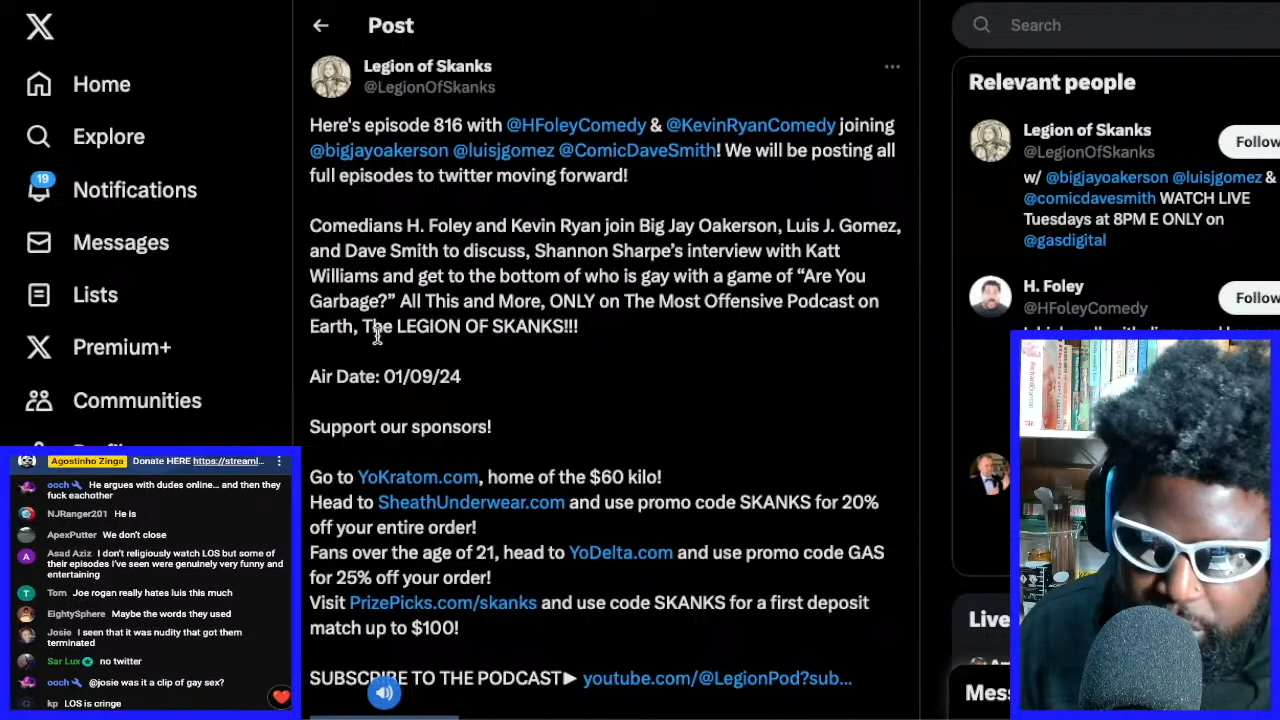 Post
Search
Home
Explore
19
Notifications
Messages
Lists
Premium+
Communities
Legion of Skanks
@LegionOfSkanks
Here's episode 816 with @HFoleyComedy & @KevinRyanComedy joining
@bigjayoakerson @luisjgomez @ComicDaveSmith! We will be posting all
full episodes to twitter moving forward!
Comedians H. Foley and Kevin Ryan join Big Jay Oakerson, Luis J. Gomez,
and Dave Smith to discuss, Shannon Sharpe's interview with Katt
Williams and get to the bottom of who is gay with a game of “Are You
Garbage?” All This and More, ONLY on The Most Offensive Podcast on
Earth, The LEGION OF SKANKS!!!
Air Date: 01/09/24
Support our sponsors!
Go to YoKratom.com, home of the $60 kilo!
Head to SheathUnderwear.com and use promo code SKANKS for 20%
off your entire order!
Fans over the age of 21, head to YoDelta.com and use promo code GAS
for 25% off your order!
Visit PrizePicks.com/skanks and use code SKANKS for a first deposit
match up to $100!
SUBSCRIBE TO THE PODCAST▶ youtube.com/@LegionPod?sub...
Relevant people
Legion of Skanks
Follow
@LegionOfSkanks
w/ @bigjayoakerson @luisjgomez &
@comicdavesmith WATCH LIVE
Tuesdays at 8PM E ONLY on
@gasdigital
H. Foley
Follow
@HFoleyComedy
Live
Mess
Agostinho Zinga Donate HERE https://streaml...
ooch He argues with dudes online... and then they
fuck eachother
NJRanger201 He is
ApexPutter We don't close
Asad Aziz I don't religiously watch LOS but some of
their episodes I've seen were genuinely very funny and
entertaining
Tom Joe rogan really hates luis this much
EightySphere Maybe the words they used
Josie I seen that it was nudity that got them
terminated
Sar Lux no twitter
ooch @josie was it a clip of gay sex?
kp LOS is cringe